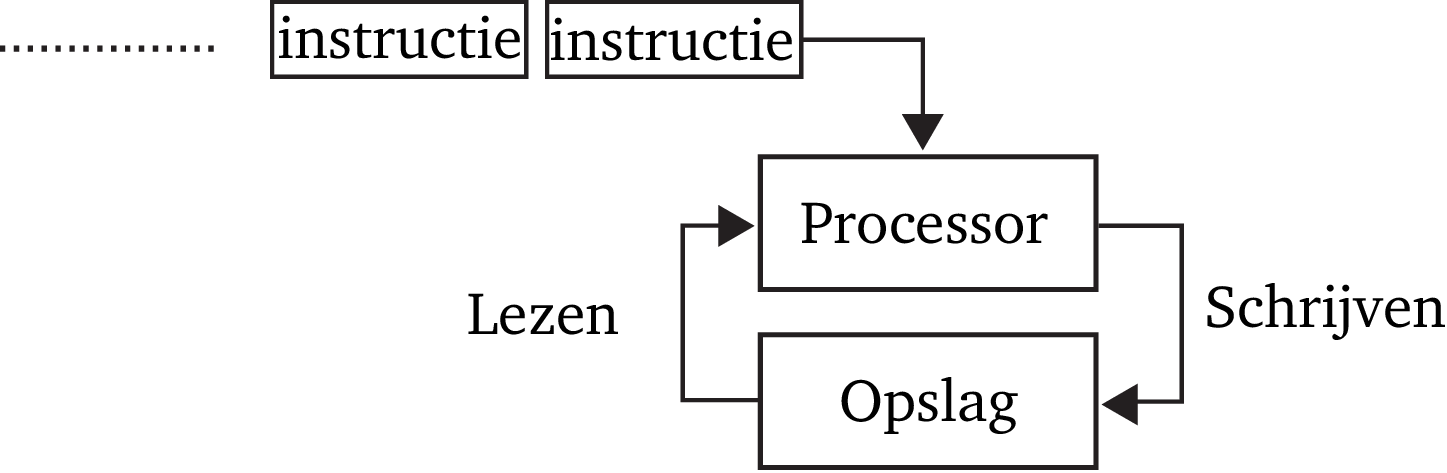 instructie instructie
Processor
Lezen
Schrijven
Opslag